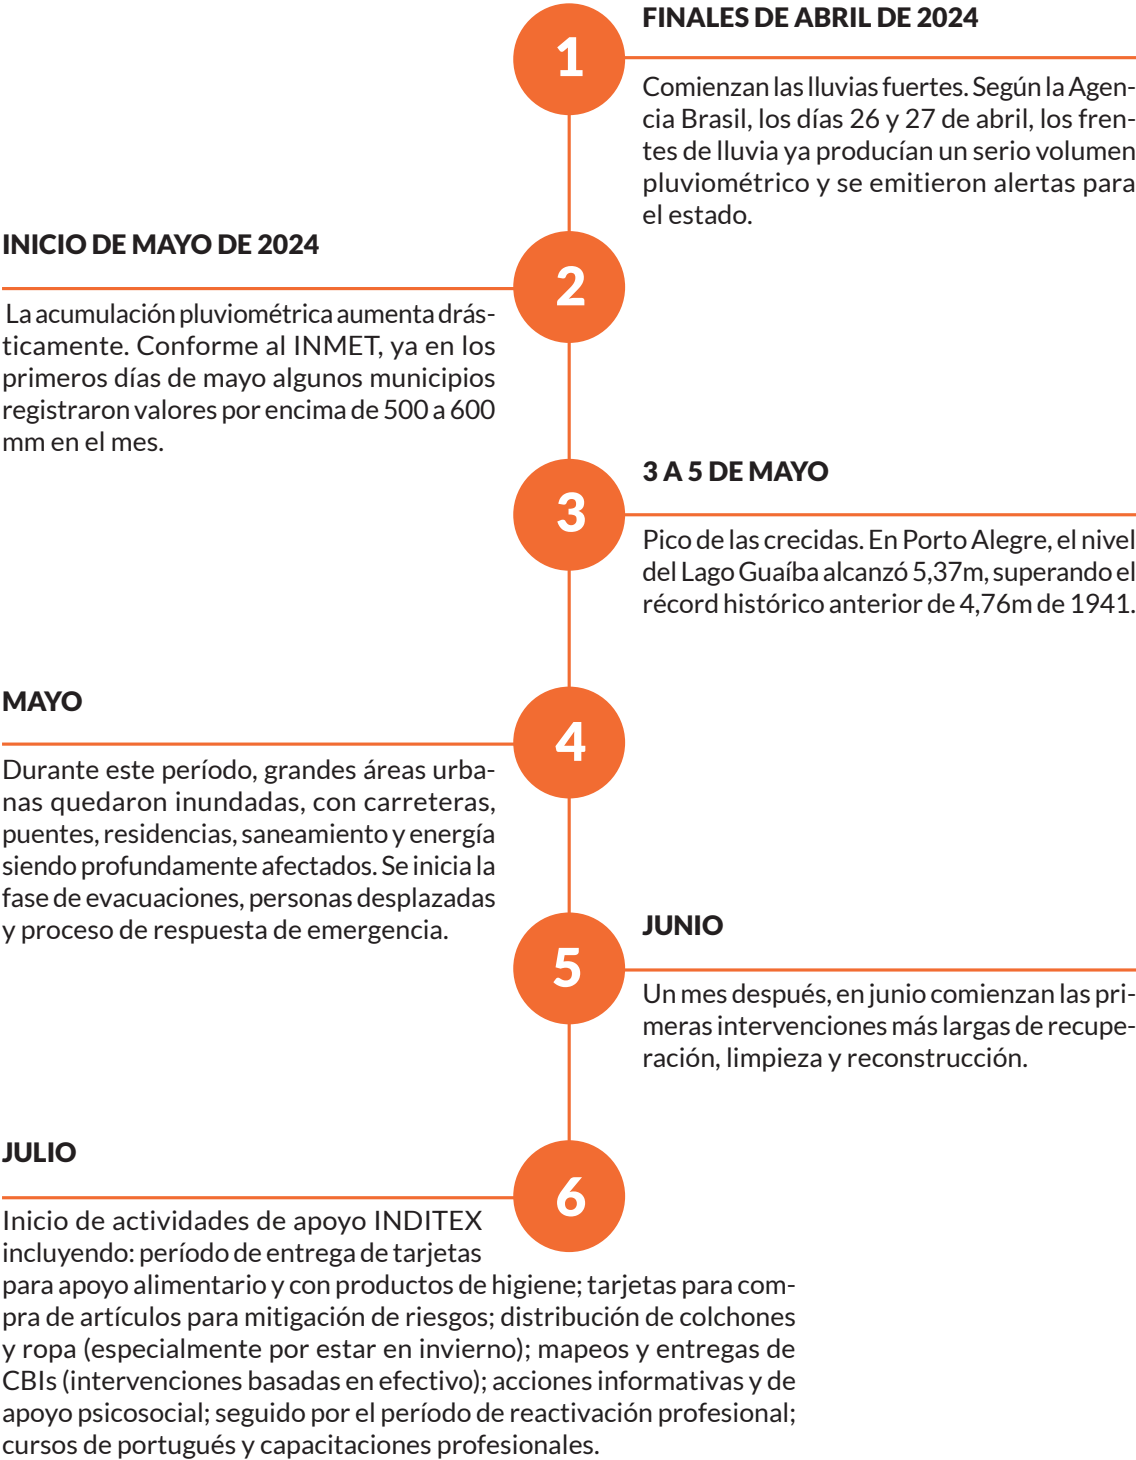 1
FINALES DE ABRIL DE 2024
Comienzan las lluvias fuertes. Según la Agen-
cia Brasil, los días 26 y 27 de abril, los fren-
tes de lluvia ya producían un serio volumen
pluviométrico y se emitieron alertas para
el estado.
INICIO DE MAYO DE 2024
2
La acumulación pluviométrica aumenta drás-
ticamente. Conforme al INMET, ya en los
primeros días de mayo algunos municipios
registraron valores por encima de 500 a 600
mm en el mes.
3
3 A 5 DE MAYO
Pico de las crecidas. En Porto Alegre, el nivel
del Lago Guaíba alcanzó 5,37m, superando el
récord histórico anterior de 4,76m de 1941.
MAYO
4
Durante este período, grandes áreas urba-
nas quedaron inundadas, con carreteras,
puentes, residencias, saneamiento y energía
siendo profundamente afectados. Se inicia la
fase de evacuaciones, personas desplazadas
y proceso de respuesta de emergencia.
5
JUNIO
Un mes después, en junio comienzan las pri-
meras intervenciones más largas de recupe-
ración, limpieza y reconstrucción.
JULIO
6
Inicio de actividades de apoyo INDITEX
incluyendo: período de entrega de tarjetas
para apoyo alimentario y con productos de higiene; tarjetas para com-
pra de artículos para mitigación de riesgos; distribución de colchones
y ropa (especialmente por estar en invierno); mapeos y entregas de
CBIs (intervenciones basadas en efectivo); acciones informativas y de
apoyo psicosocial; seguido por el período de reactivación profesional;
cursos de portugués y capacitaciones profesionales.